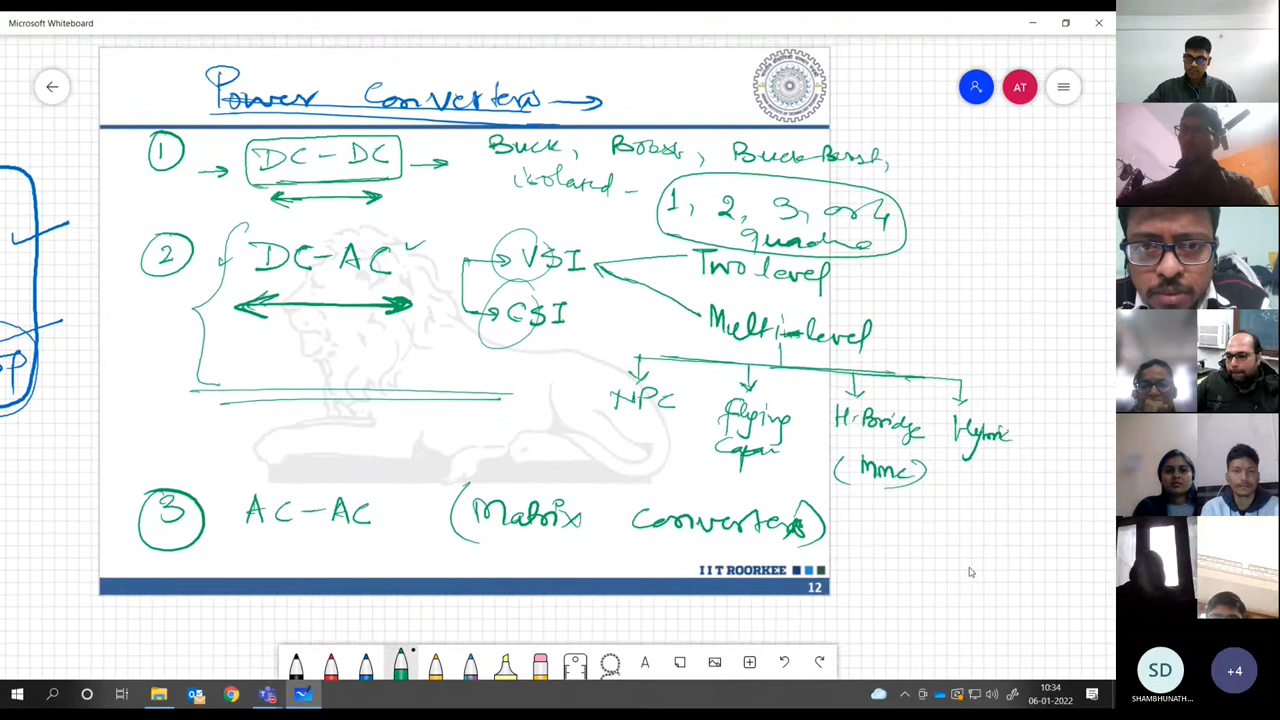 Microsoft Whiteboard
Power Converters →
AT
1 → DC-DC → Buck, Boost, Buck-Boost,
isolated -
1, 2, 3, or 4
2 DC-AC VSI
CSI
Two level
Multi-level
NPC
Flying
H-Bridge
Hybrid
(MMC)
3 AC-AC (Matrix Converters)
IIT ROORKEE
12
A
SD
+4
SHAMBHUNATH...
10:34
06-01-2022